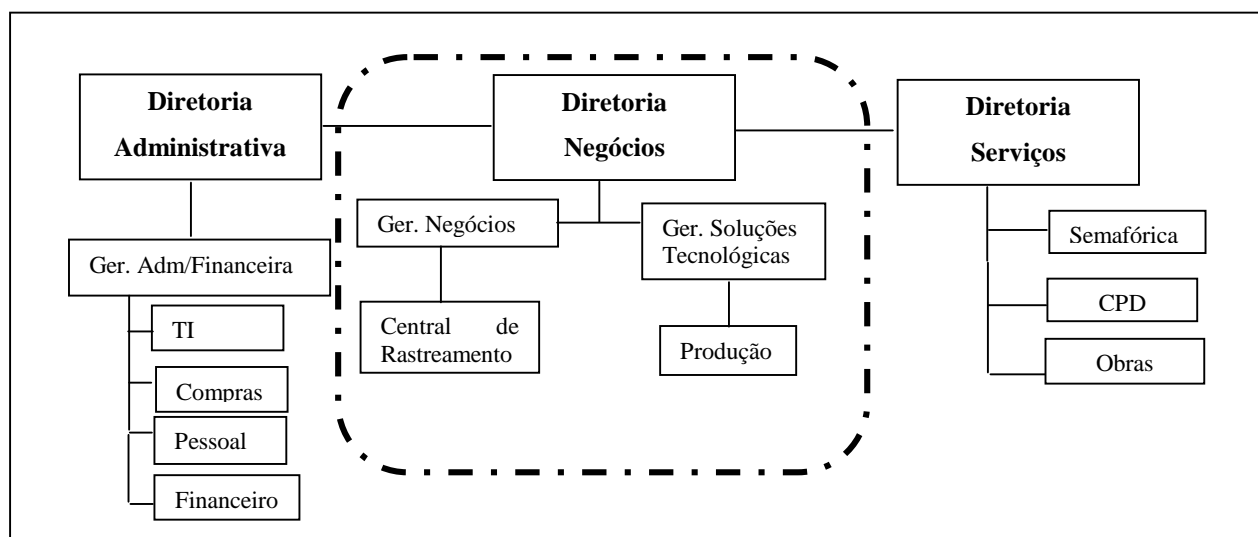 Diretoria
Administrativa
Diretoria
Negócios
Diretoria
Serviços
Ger. Adm/Financeira
TI
Compras
Pessoal
Financeiro
Ger. Negócios
Central de
Rastreamento
Ger. Soluções
Tecnológicas
Produção
Semafórica
CPD
Obras